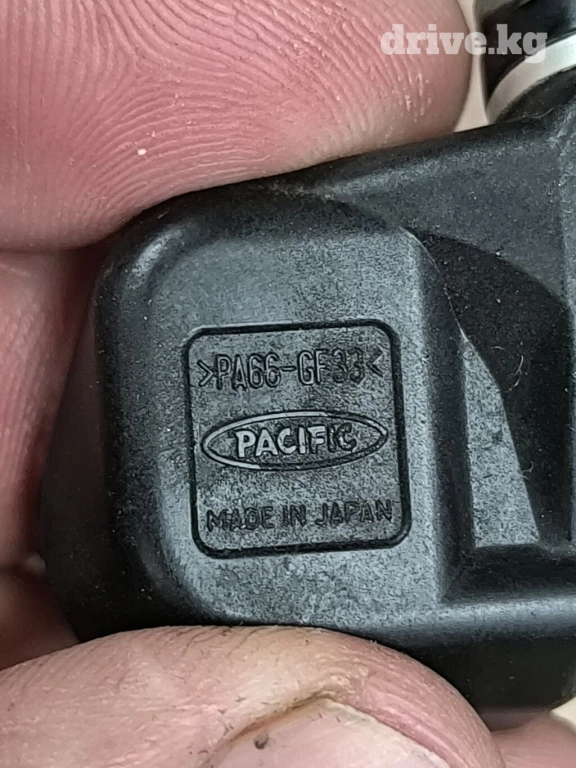 drive.kg
>PA66-GF33<
PACIFIC
MADE IN JAPAN